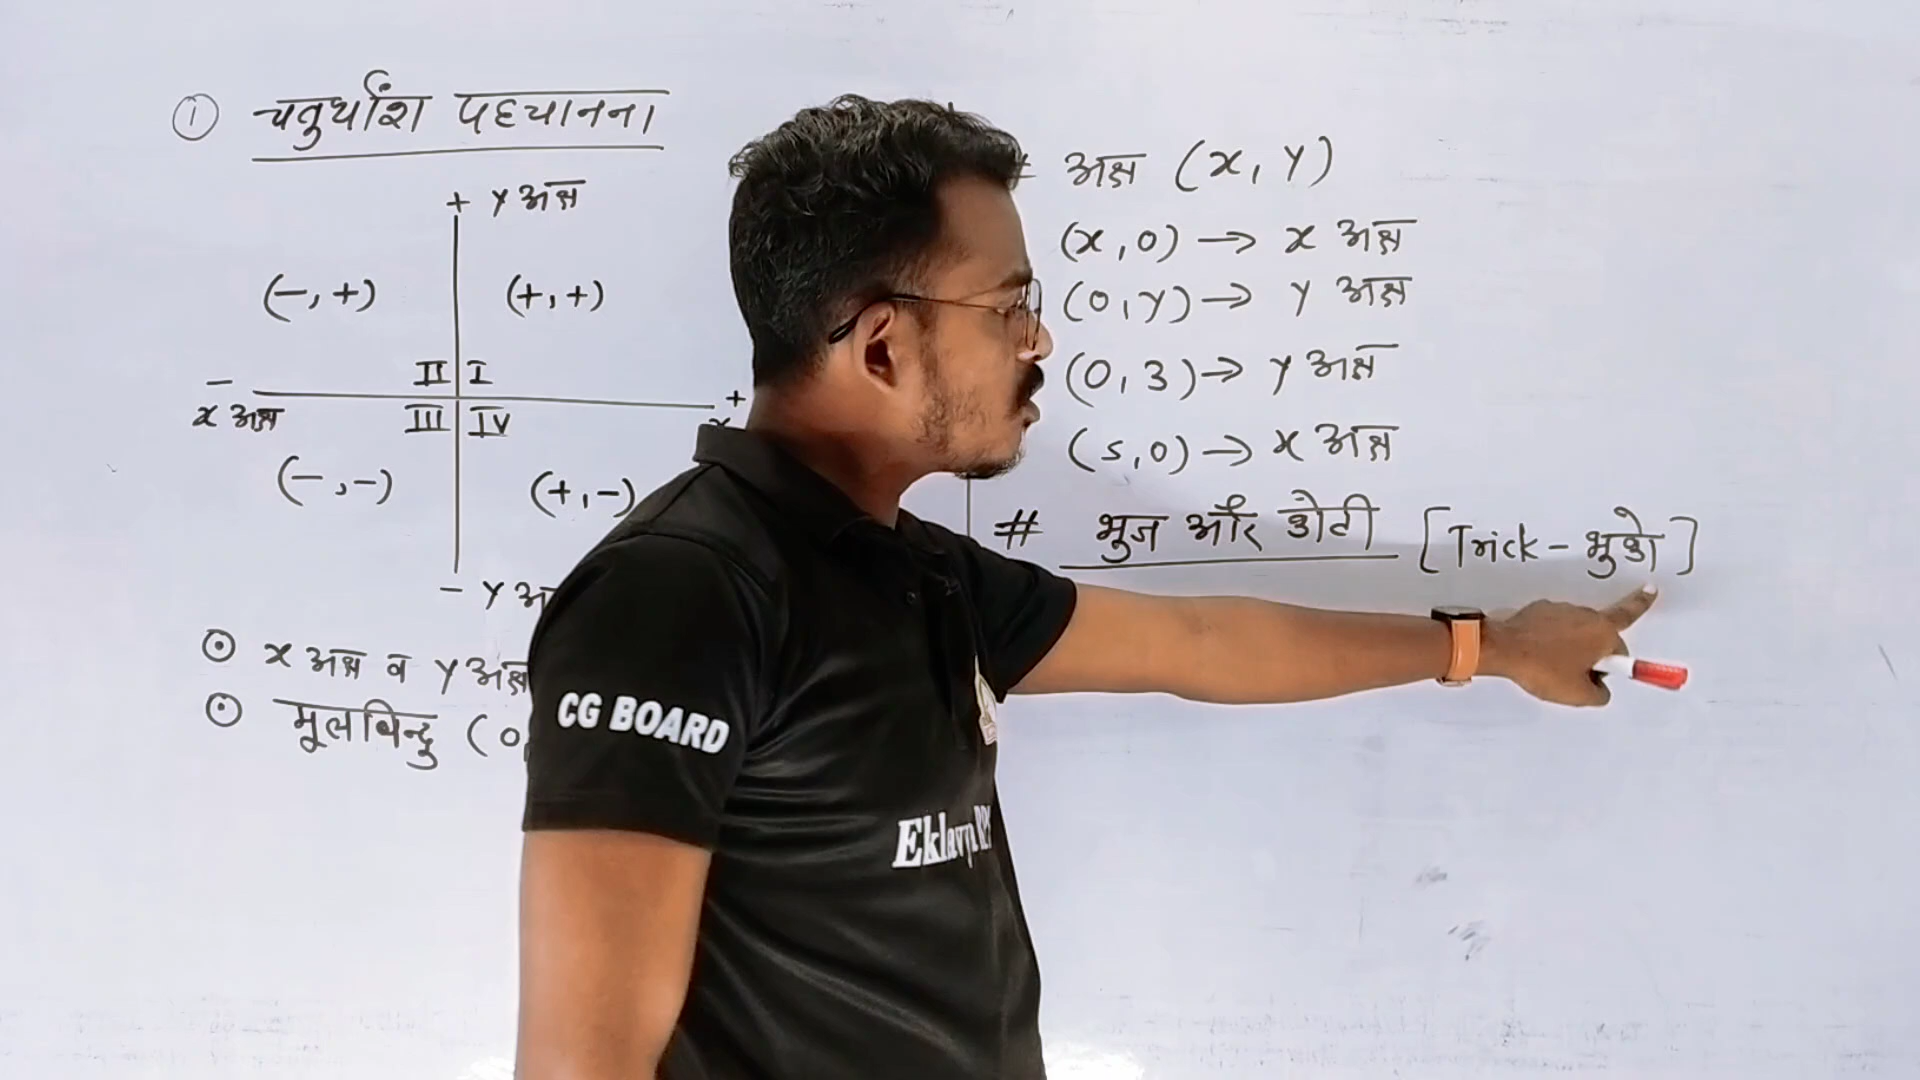 ① चतुर्थांश पहचानना
+ y अक्ष
(-, +) (+, +)
II I
- +
x अक्ष III IV
(-, -) (+, -)
- y अ
⊙ x अक्ष व y अक्ष
⊙ मूलबिन्दु (0,
# अक्ष (x, y)
(x, 0) → x अक्ष
(0, y) → y अक्ष
(0, 3) → y अक्ष
(5, 0) → x अक्ष
# भुज और कोटी [Trick - भुको]
CG BOARD